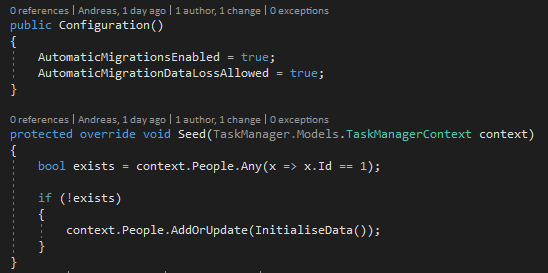 0 references | Andreas, 1 day ago | 1 author, 1 change | 0 exceptions
public Configuration()
{
    AutomaticMigrationsEnabled = true;
    AutomaticMigrationDataLossAllowed = true;
}
0 references | Andreas, 1 day ago | 1 author, 1 change | 0 exceptions
protected override void Seed(TaskManager.Models.TaskManagerContext context)
{
    bool exists = context.People.Any(x => x.Id == 1);
    if (!exists)
    {
        context.People.AddOrUpdate(InitialiseData());
    }
}